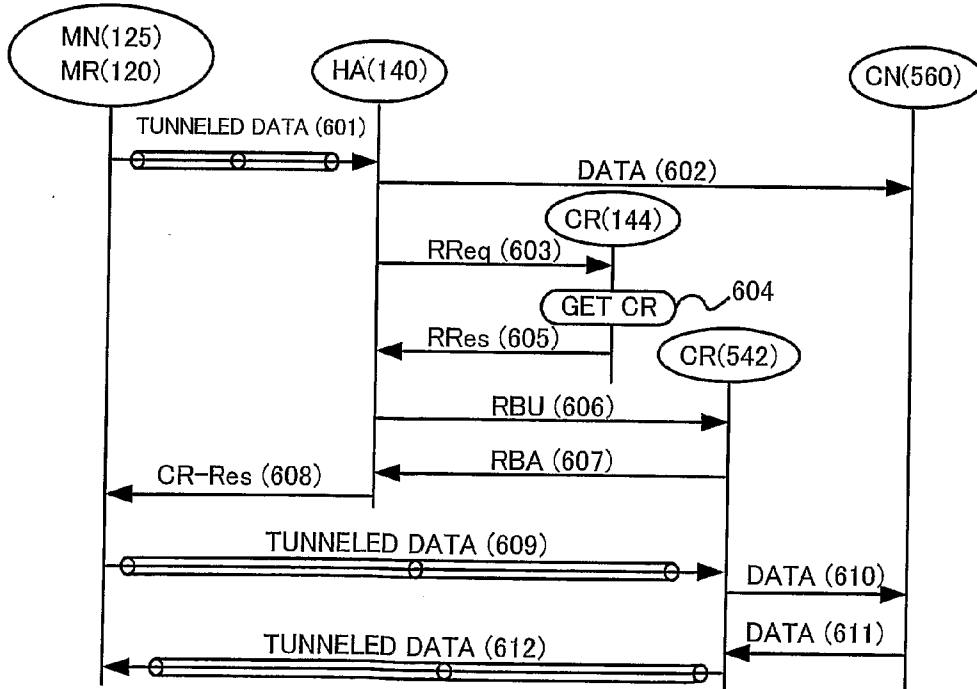 MN(125)
MR(120)
HA(140)
CN(560)
TUNNELED DATA (601)
DATA (602)
CR(144)
RReq (603)
GET CR
604
RRes (605)
CR(542)
RBU (606)
RBA (607)
CR-Res (608)
TUNNELED DATA (609)
DATA (610)
DATA (611)
TUNNELED DATA (612)